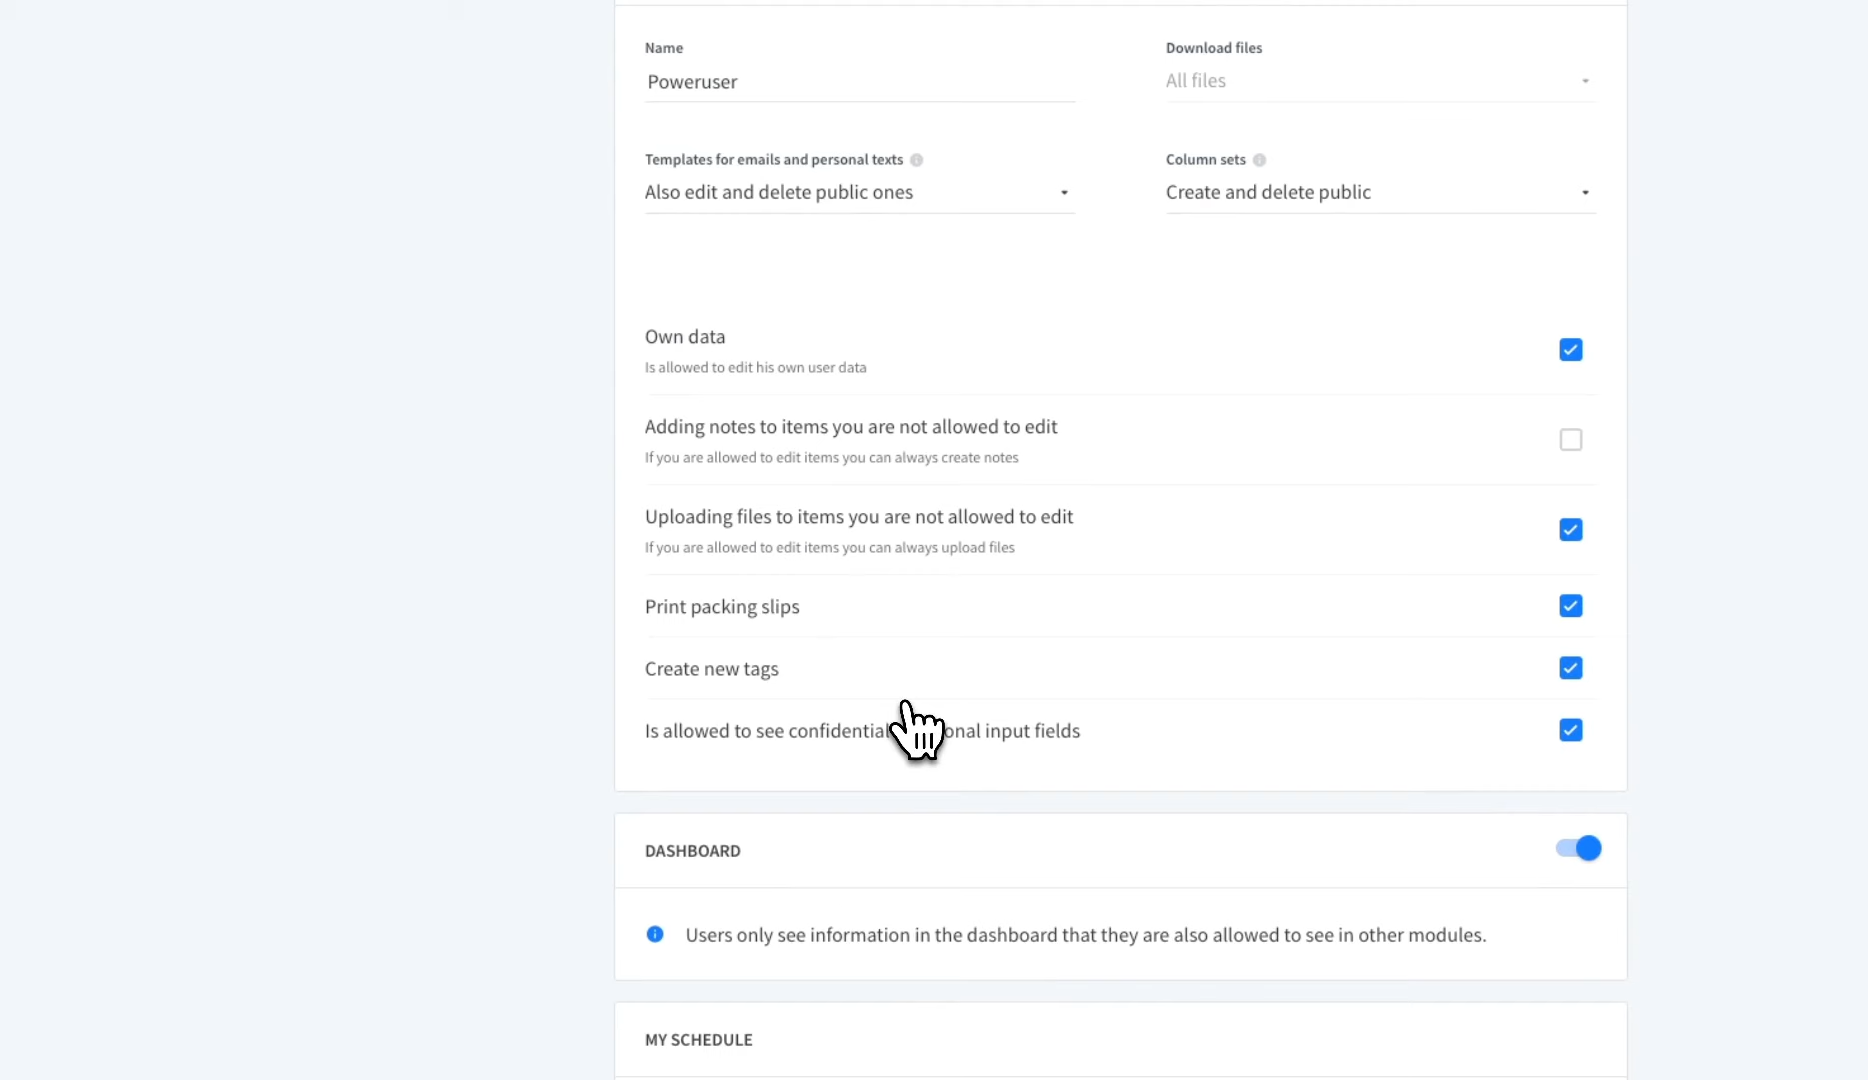 Name
Download files
Poweruser
All files
Templates for emails and personal texts
Column sets
Also edit and delete public ones
Create and delete public
Own data
Is allowed to edit his own user data
Adding notes to items you are not allowed to edit
If you are allowed to edit items you can always create notes
Uploading files to items you are not allowed to edit
If you are allowed to edit items you can always upload files
Print packing slips
Create new tags
Is allowed to see confidential input fields
DASHBOARD
Users only see information in the dashboard that they are also allowed to see in other modules.
MY SCHEDULE